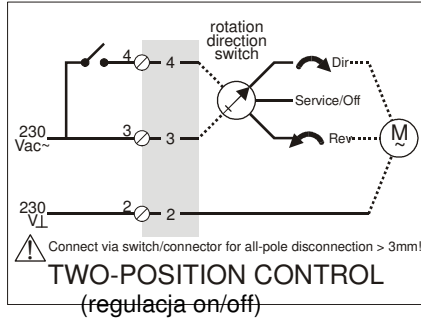 rotation
direction
switch
4 4 Dir
Service/Off
230
Vac~ 3 3 Rev M
~
230
V⊥ 2 2
Connect via switch/connector for all-pole disconnection > 3mm!
TWO-POSITION CONTROL
(regulacja on/off)